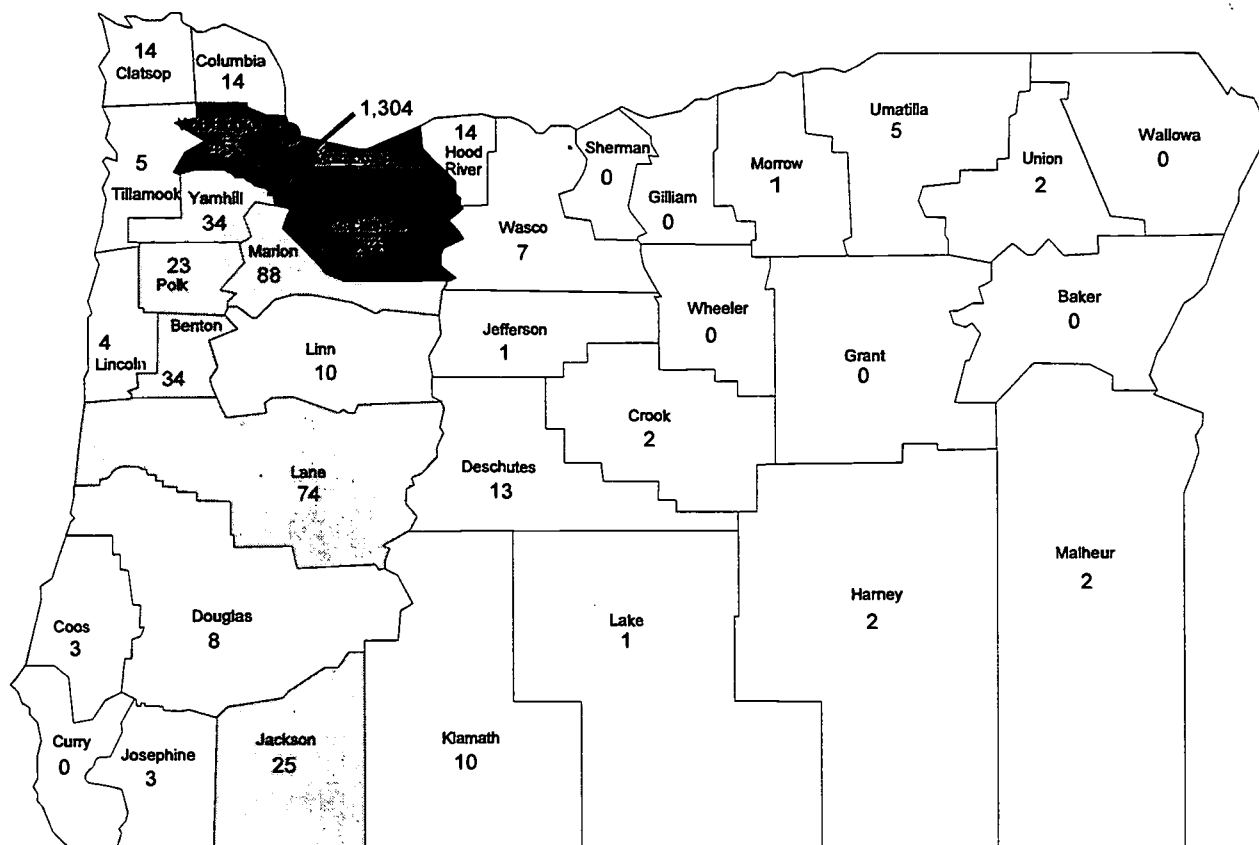 14
Clatsop
Columbia
14
1,304
5
Tillamook
Yamhill
34
14
Hood
River
Sherman
0
Gilliam
0
Morrow
1
Umatilla
5
Union
2
Wallowa
0
Wasco
7
Marion
88
23
Polk
Benton
34
4
Lincoln
Linn
10
Jefferson
1
Wheeler
0
Grant
0
Baker
0
Crook
2
Lane
74
Deschutes
13
Coos
3
Douglas
8
Lake
1
Harney
2
Malheur
2
Curry
0
Josephine
3
Jackson
25
Klamath
10